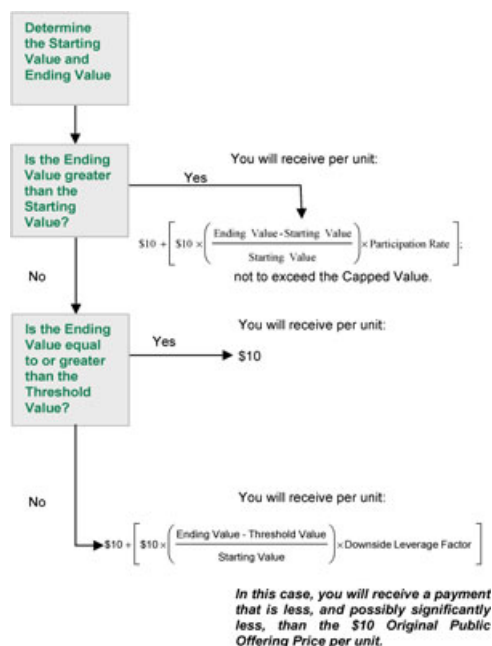 Determine
the Starting
Value and
Ending Value
Is the Ending
Value greater
than the
Starting
Value?
Yes
You will receive per unit:
$10 + [ $10 × ( Ending Value - Starting Value / Starting Value ) × Participation Rate ];
not to exceed the Capped Value.
No
Is the Ending
Value equal
to or greater
than the
Threshold
Value?
Yes
You will receive per unit:
$10
No
You will receive per unit:
$10 + [ $10 × ( Ending Value - Threshold Value / Starting Value ) × Downside Leverage Factor ]
In this case, you will receive a payment
that is less, and possibly significantly
less, than the $10 Original Public
Offering Price per unit.